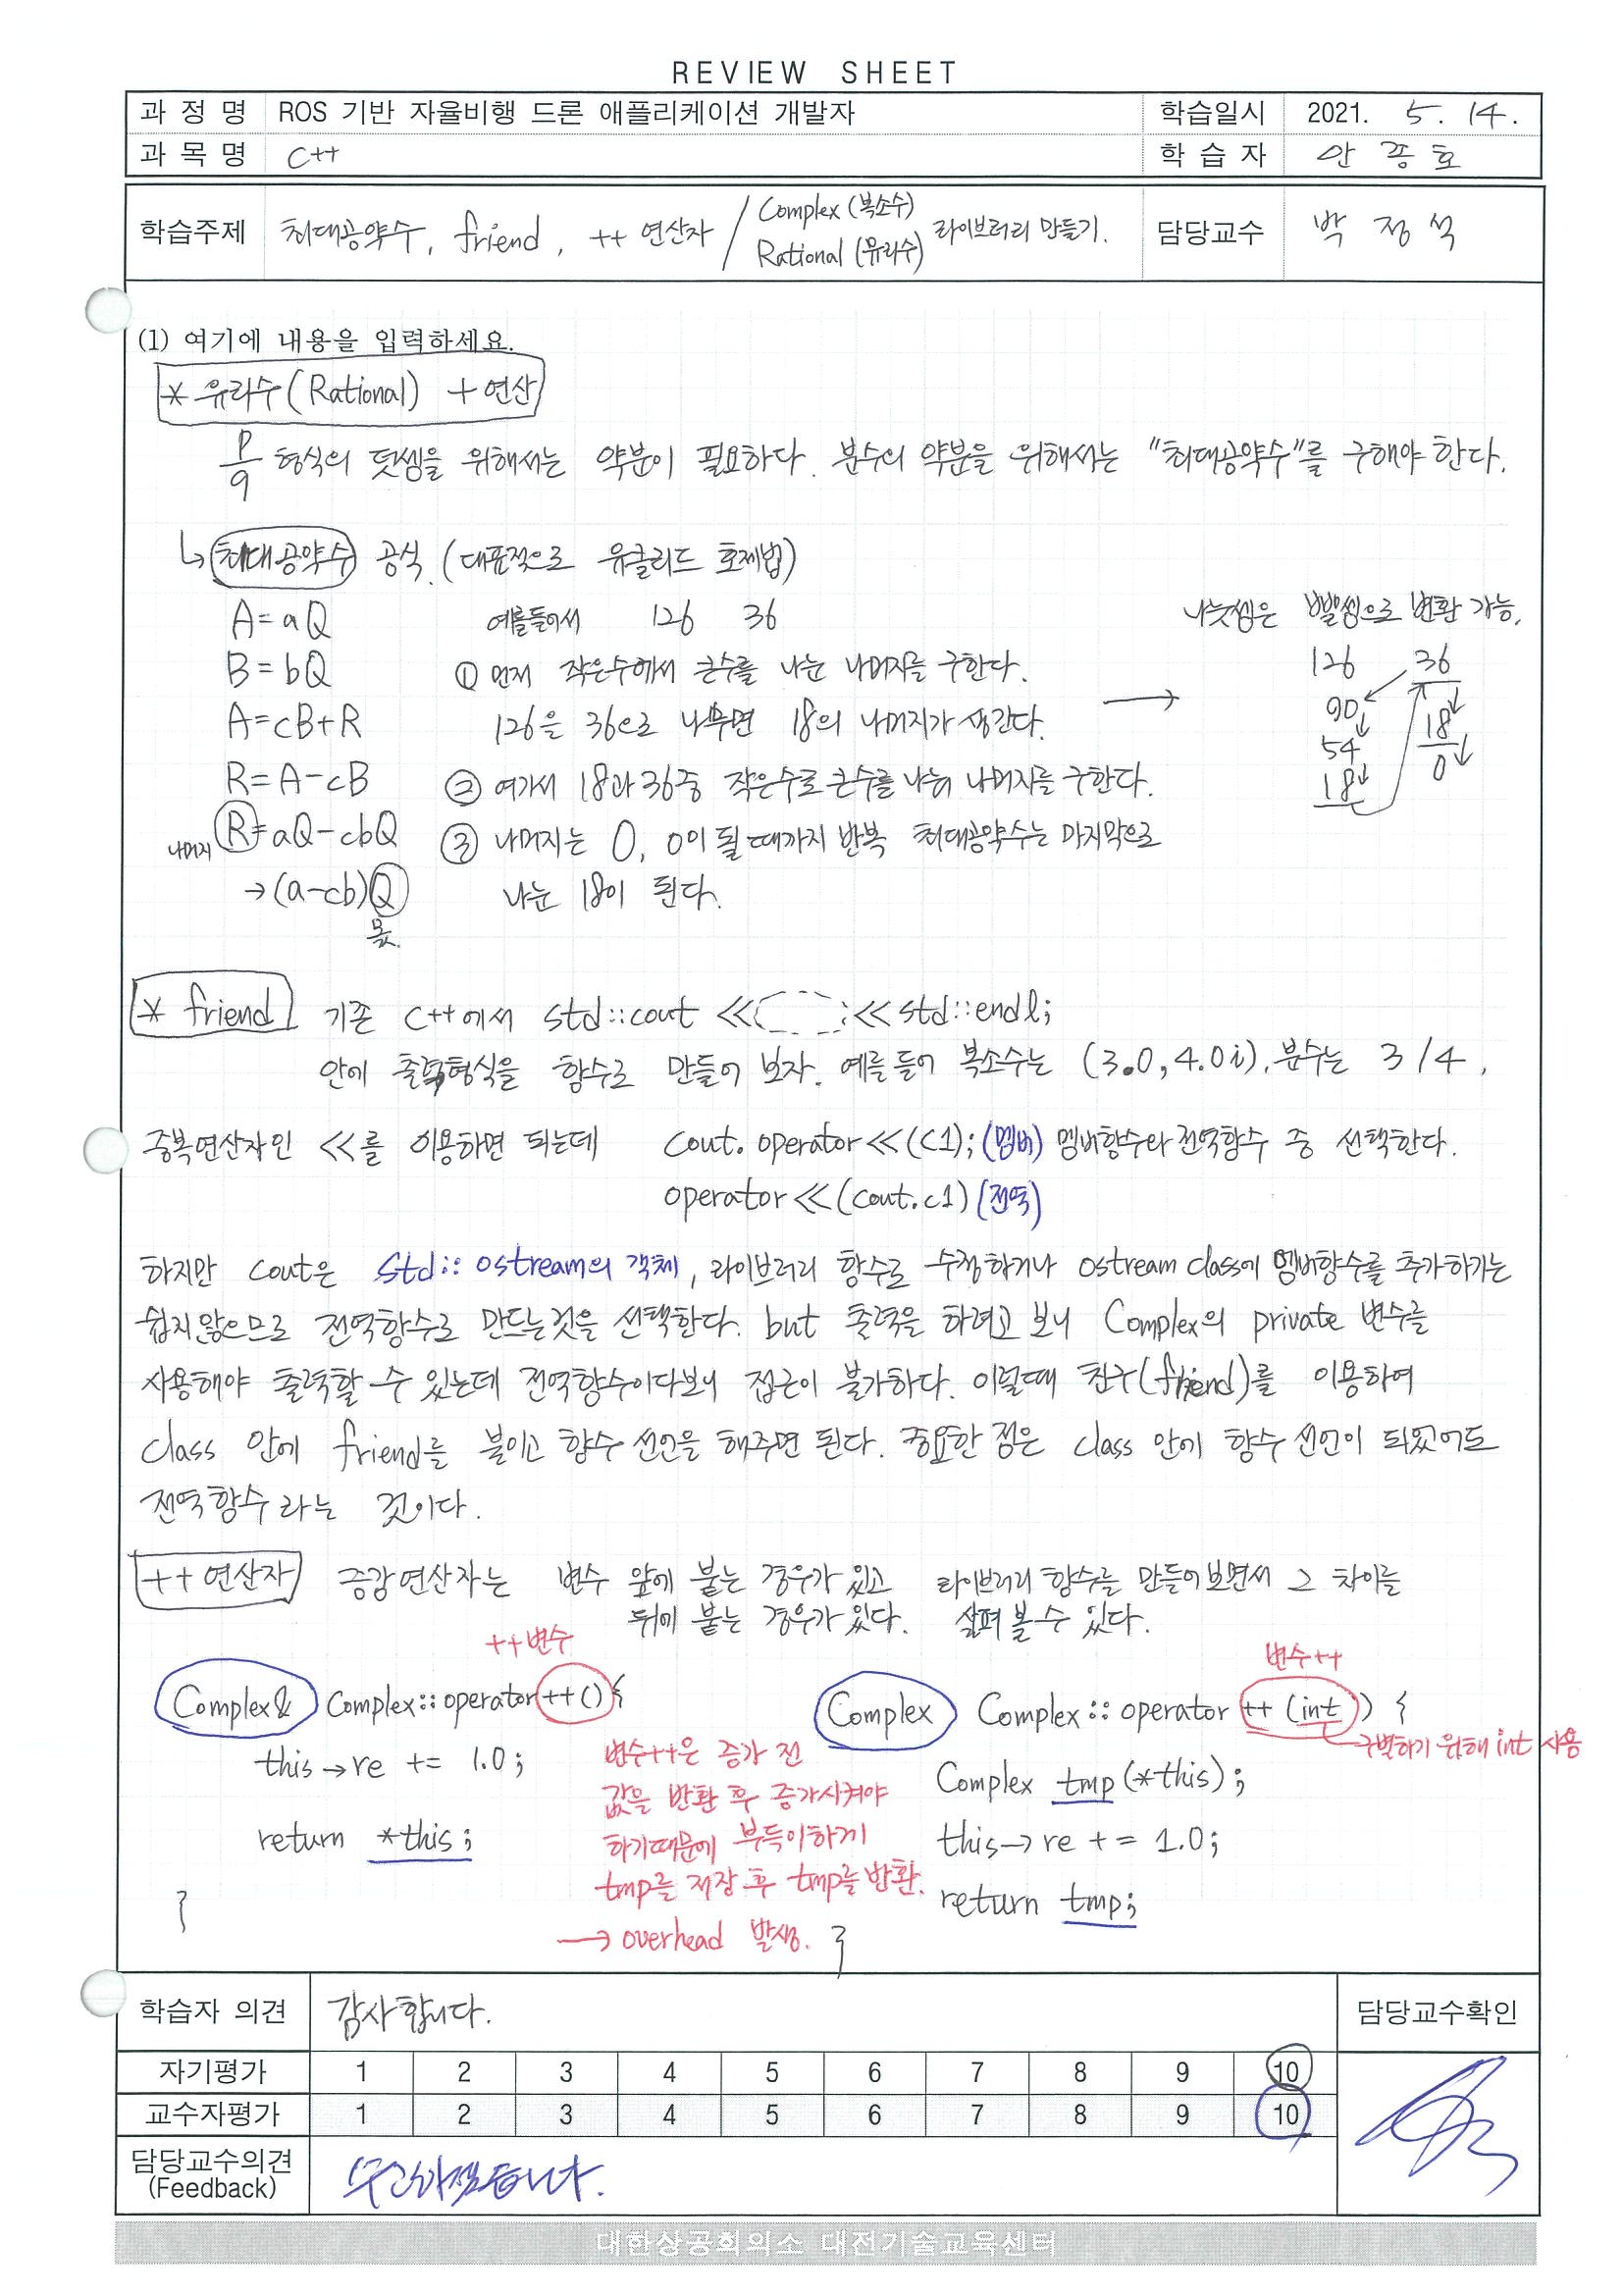 REVIEW SHEET
과 정 명 ROS 기반 자율비행 드론 애플리케이션 개발자 학습일시 2021. 5. 14.
과 목 명 C++ 학 습 자 안 종 호
학습주제 최대공약수, friend, ++ 연산자 / Complex (복소수) Rational (유리수) 라이브러리 만들기. 담당교수 박 정 석
(1) 여기에 내용을 입력하세요.
* 유리수(Rational) + 연산
p/q 형식의 덧셈을 위해서는 약분이 필요하다. 분수의 약분을 위해서는 "최대공약수"를 구해야 한다.
↳ 최대공약수 공식. (대표적으로 유클리드 호제법)
A=aQ 예를들어서 126 36 나눗셈은 뺄셈으로 변환 가능.
B=bQ ① 먼저 작은수에서 큰수를 나눈 나머지를 구한다. 126 36
A=cB+R 126을 36으로 나누면 18의 나머지가 생긴다. → 90 18
54 0
R=A-cB ② 여기서 18과 36중 작은수로 큰수를 나눠 나머지를 구한다. 18
나머지 R=aQ-cbQ ③ 나머지는 0, 0이 될때까지 반복 최대공약수는 마지막으로
→(a-cb)Q 나눈 18이 된다.
몫.
* friend 기존 C++에서 std::cout << <<std::endl;
안에 출력형식을 함수로 만들어 보자. 예를 들어 복소수는 (3.0,4.0i), 분수는 3/4,
중복연산자인 <<를 이용하면 되는데 cout. operator<<(c1); (멤버) 멤버함수와 전역함수 중 선택한다.
operator<<(cout.c1) (전역)
하지만 cout은 std:: ostream의 객체, 라이브러리 함수로 수정하거나 ostream class에 멤버함수를 추가하기는
쉽지않으므로 전역함수로 만드는것을 선택한다. but 출력을 하려고 보니 Complex의 private 변수를
사용해야 출력할 수 있는데 전역함수이다보니 접근이 불가하다. 이럴때 친구(friend)를 이용하여
class 안에 friend를 붙이고 함수 선언을 해주면 된다. 중요한 점은 class 안에 함수 선언이 되었어도
전역함수라는 것이다.
++연산자 증감연산자는 변수 앞에 붙는 경우가 있고 라이브러리 함수를 만들어보면서 그 차이를
뒤에 붙는 경우가 있다. 살펴 볼 수 있다.
++변수 변수++
Complex& Complex::operator++(){ Complex Complex::operator ++ (int) {
구별하기 위해 int 사용
this→re += 1.0; 변수++은 증가 전 Complex tmp(*this);
값을 반환 후 증가시켜야
return *this; 하기때문에 부득이하게 this→re += 1.0;
tmp를 저장 후 tmp를 반환. return tmp;
} → overhead 발생. }
학습자 의견 감사합니다. 담당교수확인
자기평가 1 2 3 4 5 6 7 8 9 10
교수자평가 1 2 3 4 5 6 7 8 9 10
담당교수의견
(Feedback) 수고하셨습니다.
대한상공회의소 대전기술교육센터